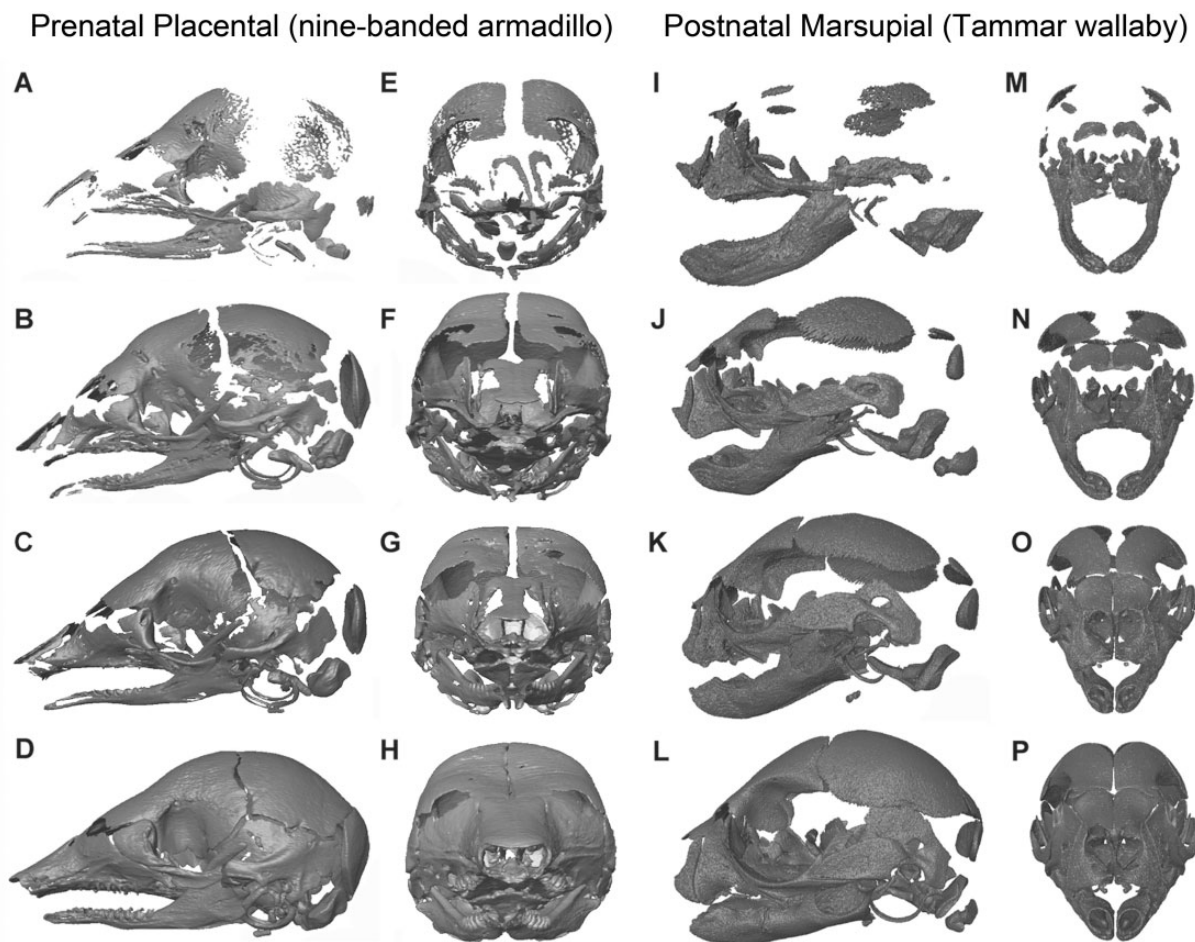 Prenatal Placental (nine-banded armadillo) Postnatal Marsupial (Tammar wallaby)
A E I M
B F J N
C G K O
D H L P